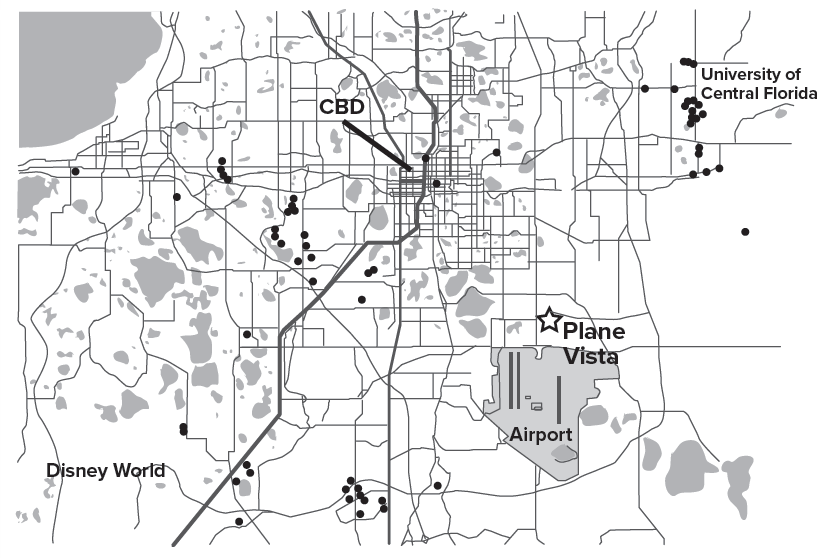 University of
Central Florida
CBD
Plane
Vista
Airport
Disney World